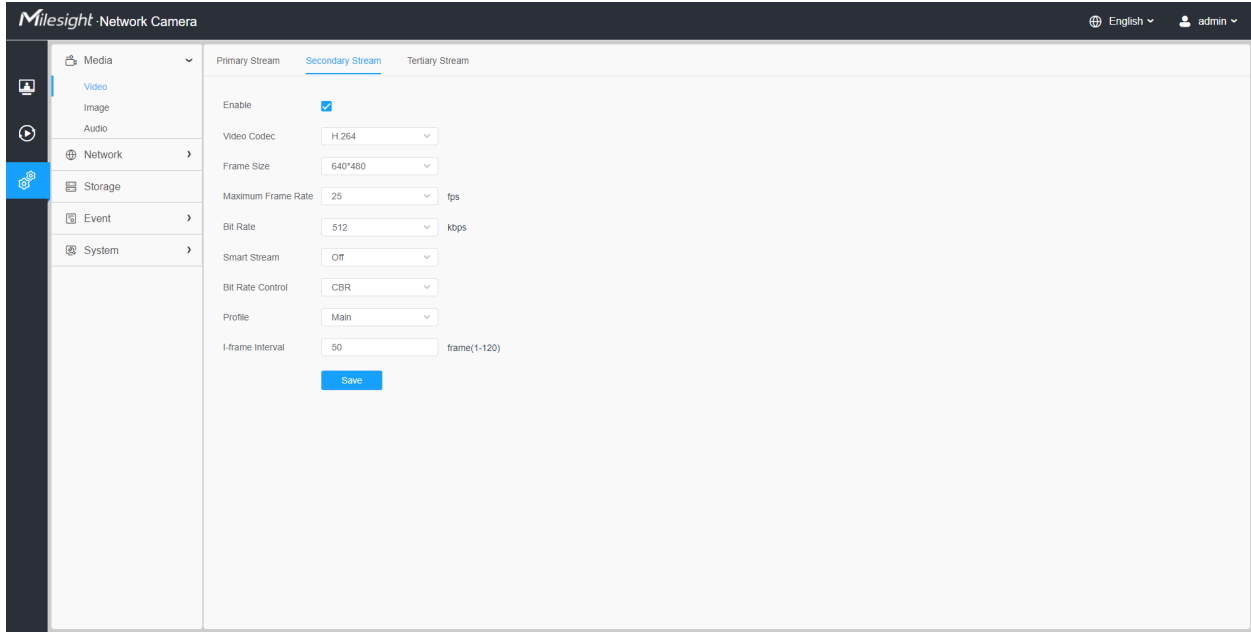 Milesight ·Network Camera
English
admin
Media
Video
Image
Audio
Network
Storage
Event
System
Primary Stream Secondary Stream Tertiary Stream
Enable
Video Codec H.264
Frame Size 640*480
Maximum Frame Rate 25 fps
Bit Rate 512 kbps
Smart Stream Off
Bit Rate Control CBR
Profile Main
I-frame Interval 50 frame(1-120)
Save